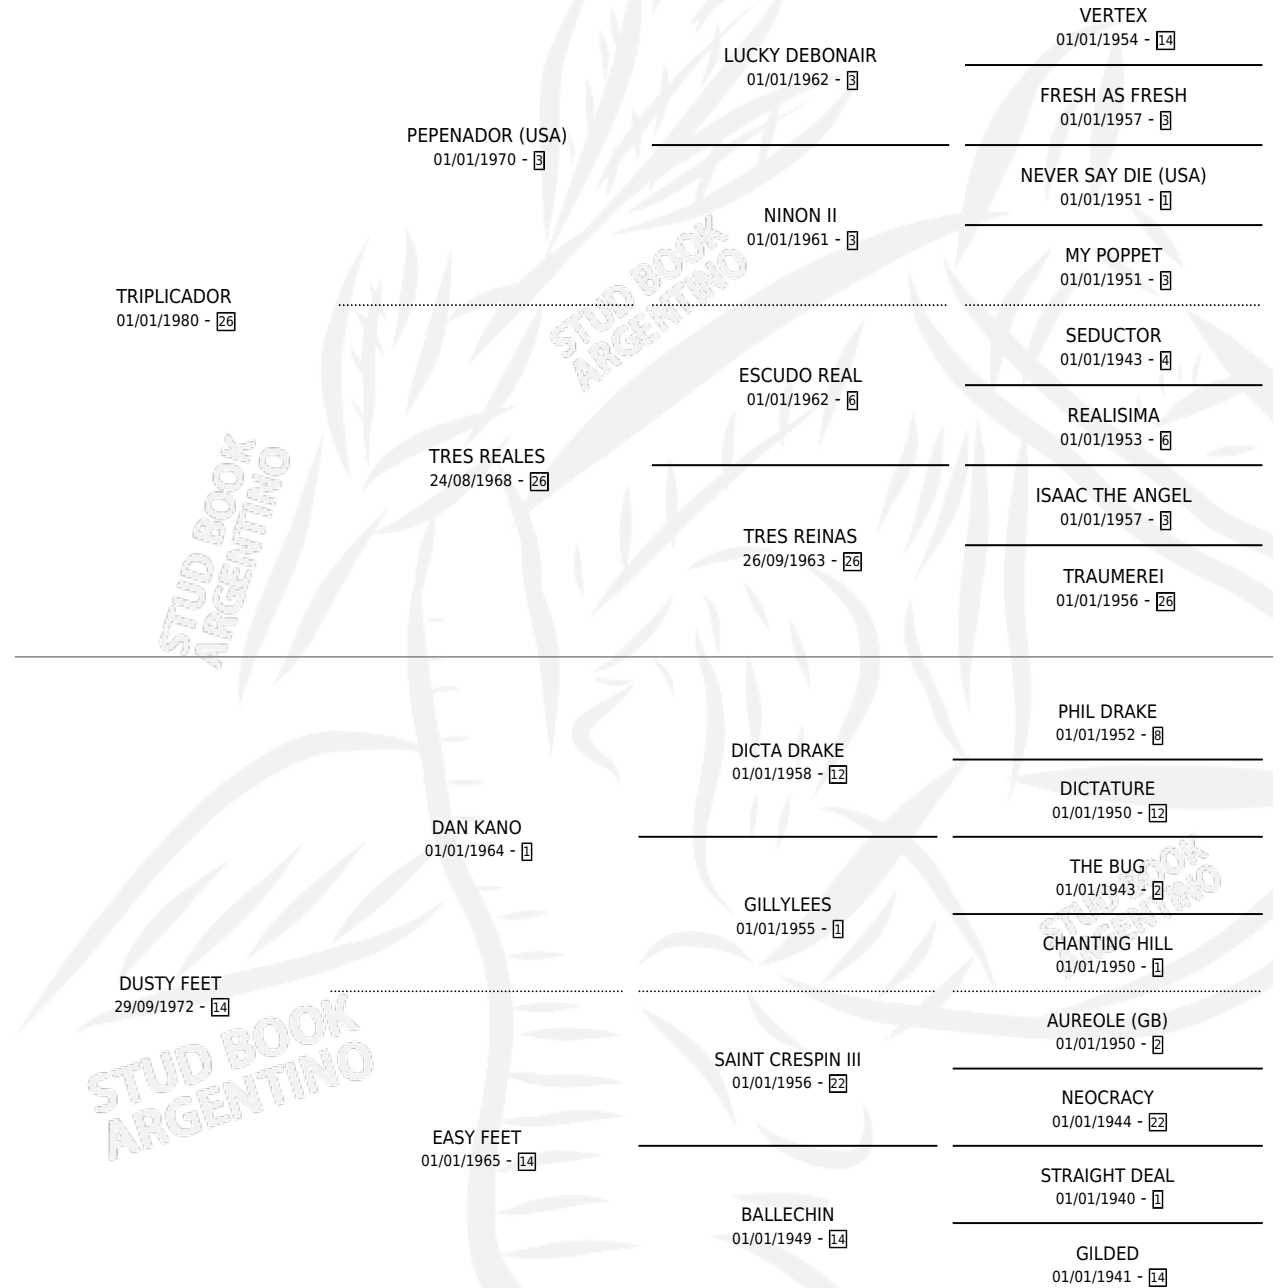 VERTEX
01/01/1954 - 14
LUCKY DEBONAIR
01/01/1962 - 3
FRESH AS FRESH
01/01/1957 - 3
PEPENADOR (USA)
01/01/1970 - 3
NEVER SAY DIE (USA)
01/01/1951 - 1
NINON II
01/01/1961 - 3
MY POPPET
01/01/1951 - 3
TRIPLICADOR
01/01/1980 - 26
SEDUCTOR
01/01/1943 - 4
ESCUDO REAL
01/01/1962 - 6
REALISIMA
01/01/1953 - 6
TRES REALES
24/08/1968 - 26
ISAAC THE ANGEL
01/01/1957 - 3
TRES REINAS
26/09/1963 - 26
TRAUMEREI
01/01/1956 - 26
PHIL DRAKE
01/01/1952 - 8
DICTA DRAKE
01/01/1958 - 12
DICTATURE
01/01/1950 - 12
DAN KANO
01/01/1964 - 1
THE BUG
01/01/1943 - 2
GILLYLEES
01/01/1955 - 1
CHANTING HILL
01/01/1950 - 1
DUSTY FEET
29/09/1972 - 14
AUREOLE (GB)
01/01/1950 - 2
SAINT CRESPIN III
01/01/1956 - 22
NEOCRACY
01/01/1944 - 22
EASY FEET
01/01/1965 - 14
STRAIGHT DEAL
01/01/1940 - 1
BALLECHIN
01/01/1949 - 14
GILDED
01/01/1941 - 14
STUD BOOK
ARGENTINO
STUD BOOK
ARGENTINO
STUD BOOK
ARGENTINO
STUD BOOK
ARGENTINO